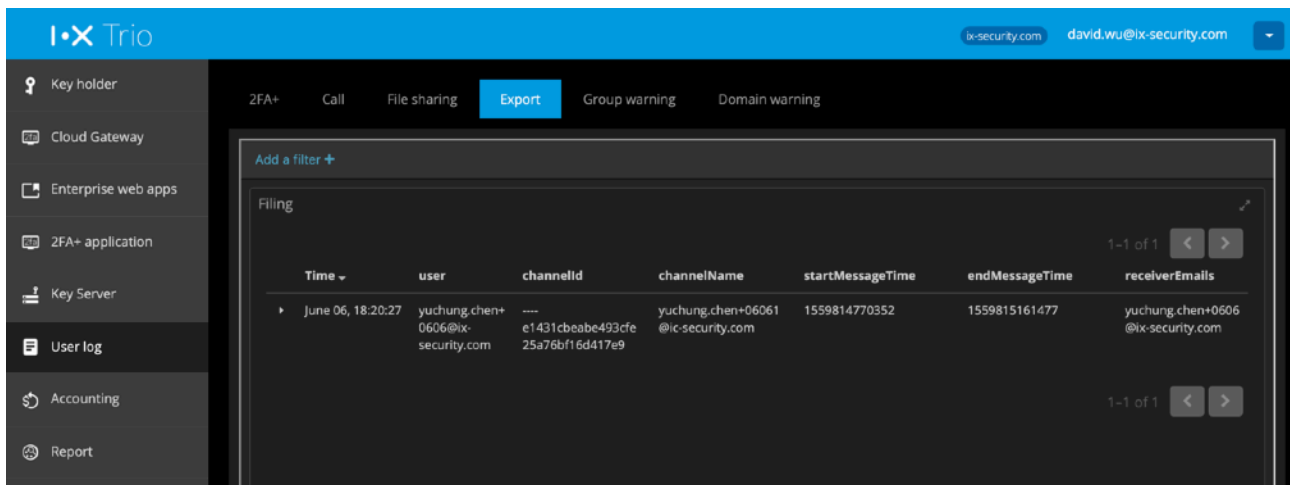 I•X Trio
ix-security.com
david.wu@ix-security.com
Key holder
Cloud Gateway
Enterprise web apps
2FA+ application
Key Server
User log
Accounting
Report
2FA+ Call File sharing Export Group warning Domain warning
Add a filter +
Filing
1–1 of 1
Time user channelId channelName startMessageTime endMessageTime receiverEmails
June 06, 18:20:27 yuchung.chen+ ---- yuchung.chen+06061 1559814770352 1559815161477 yuchung.chen+0606
0606@ix- e1431cbeabe493cfe @ic-security.com @ix-security.com
security.com 25a76bf16d417e9
1–1 of 1